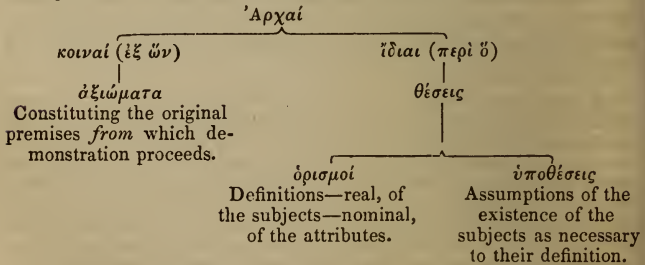 Ἀρχαί
κοιναί (ἐξ ὧν)
ἴδιαι (περὶ ὅ)
ἀξιώματα
Constituting the original
premises from which de-
monstration proceeds.
θέσεις
ὁρισμοί
Definitions—real, of
the subjects—nominal,
of the attributes.
ὑποθέσεις
Assumptions of the
existence of the
subjects as necessary
to their definition.